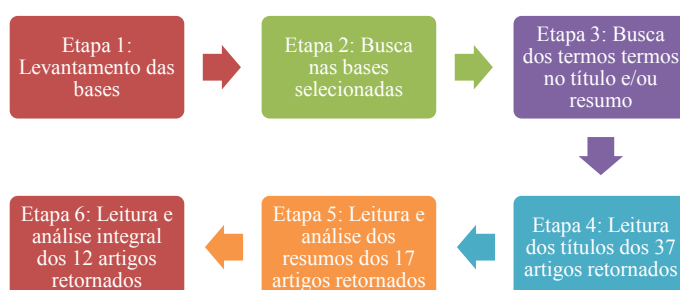 Etapa 1:
Levantamento das
bases
Etapa 2: Busca
nas bases
selecionadas
Etapa 3: Busca
dos termos termos
no título e/ou
resumo
Etapa 4: Leitura
dos títulos dos 37
artigos retornados
Etapa 5: Leitura e
análise dos
resumos dos 17
artigos retornados
Etapa 6: Leitura e
análise integral
dos 12 artigos
retornados